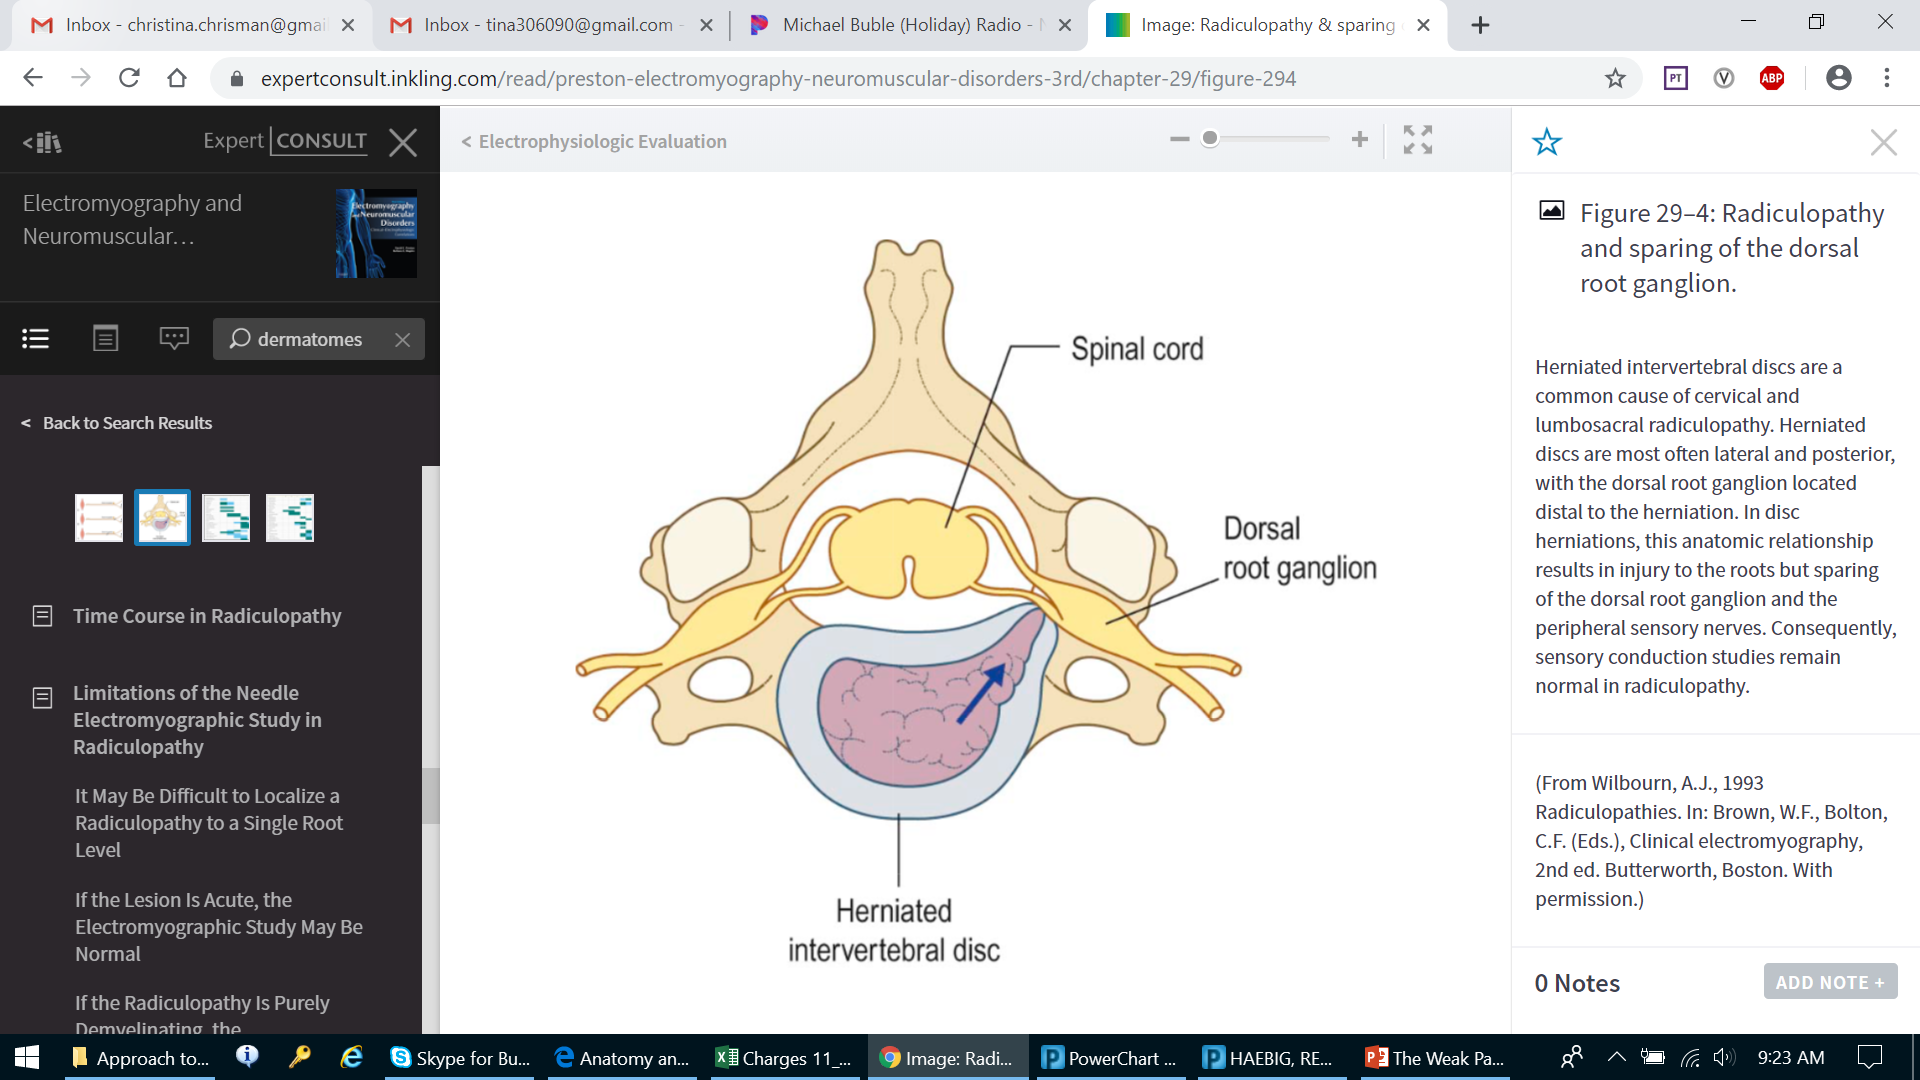 Inbox - christina.chrisman@gmai
Inbox - tina306090@gmail.com -
Michael Buble (Holiday) Radio - N
Image: Radiculopathy & sparing
expertconsult.inkling.com/read/preston-electromyography-neuromuscular-disorders-3rd/chapter-29/figure-294
PT
V
ABP
Expert CONSULT
Electromyography and
Neuromuscular…
Electromyography
and Neuromuscular
Disorders
dermatomes
< Back to Search Results
Time Course in Radiculopathy
Limitations of the Needle
Electromyographic Study in
Radiculopathy
It May Be Difficult to Localize a
Radiculopathy to a Single Root
Level
If the Lesion Is Acute, the
Electromyographic Study May Be
Normal
If the Radiculopathy Is Purely
Demyelinating, the
< Electrophysiologic Evaluation
Spinal cord
Dorsal
root ganglion
Herniated
intervertebral disc
Figure 29–4: Radiculopathy
and sparing of the dorsal
root ganglion.
Herniated intervertebral discs are a
common cause of cervical and
lumbosacral radiculopathy. Herniated
discs are most often lateral and posterior,
with the dorsal root ganglion located
distal to the herniation. In disc
herniations, this anatomic relationship
results in injury to the roots but sparing
of the dorsal root ganglion and the
peripheral sensory nerves. Consequently,
sensory conduction studies remain
normal in radiculopathy.
(From Wilbourn, A.J., 1993
Radiculopathies. In: Brown, W.F., Bolton,
C.F. (Eds.), Clinical electromyography,
2nd ed. Butterworth, Boston. With
permission.)
0 Notes
ADD NOTE +
Approach to...
Skype for Bu...
Anatomy an...
Charges 11_...
Image: Radi...
PowerChart ...
HAEBIG, RE...
The Weak Pa...
9:23 AM